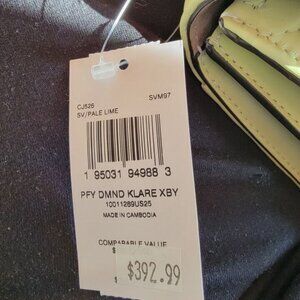 CJ526 SVM97
SV/PALE LIME
1 95031 94988 3
PFY DMND KLARE XBY
10011289US25
MADE IN CAMBODIA
COMPARABLE VALUE
$
$392.99
$